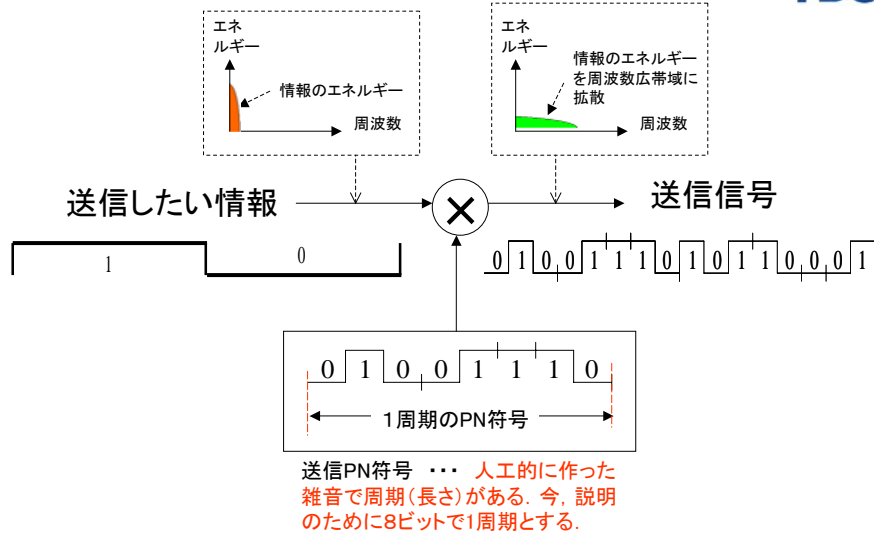 エネ
ルギー
情報のエネルギー
周波数
エネ
ルギー
情報のエネルギー
を周波数広帯域に
拡散
周波数
送信したい情報
×
送信信号
1 0
0 1 0 0 1 1 1 0 1 0 1 1 0 0 0 1
0 1 0 0 1 1 1 0
1周期のPN符号
送信PN符号 ・・・ 人工的に作った
雑音で周期(長さ)がある. 今, 説明
のために8ビットで1周期とする.